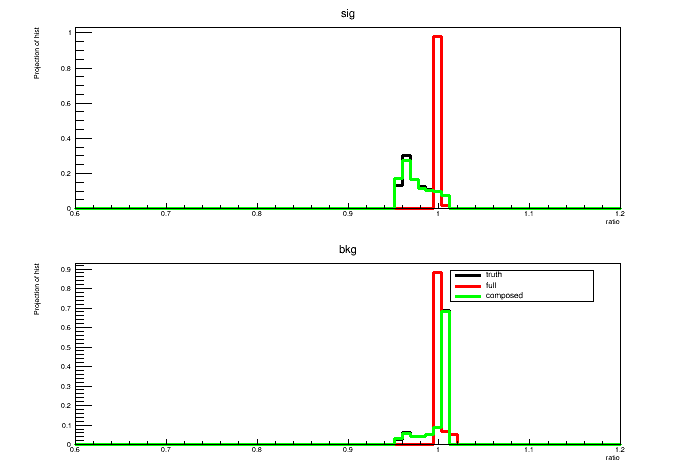 sig
Projection of hist
1
0.8
0.6
0.4
0.2
0
0.6 0.7 0.8 0.9 1 1.1 1.2
ratio
bkg
Projection of hist
0.9
0.8
0.7
0.6
0.5
0.4
0.3
0.2
0.1
0
truth
full
composed
0.6 0.7 0.8 0.9 1 1.1 1.2
ratio